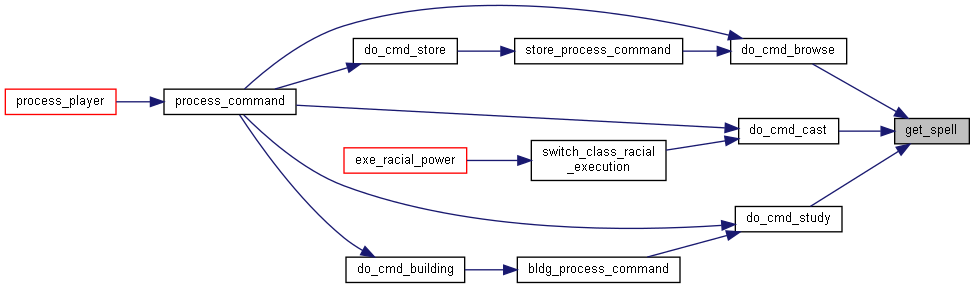 do_cmd_store
store_process_command
do_cmd_browse
process_player
process_command
do_cmd_cast
get_spell
exe_racial_power
switch_class_racial
_execution
do_cmd_study
do_cmd_building
bldg_process_command